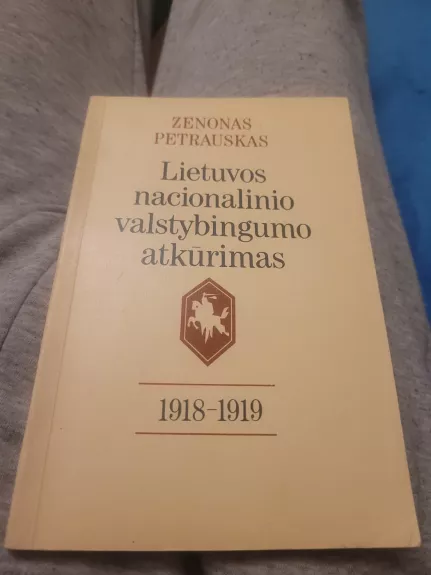 ZENONAS
PETRAUSKAS
Lietuvos
nacionalinio
valstybingumo
atkūrimas
1918–1919